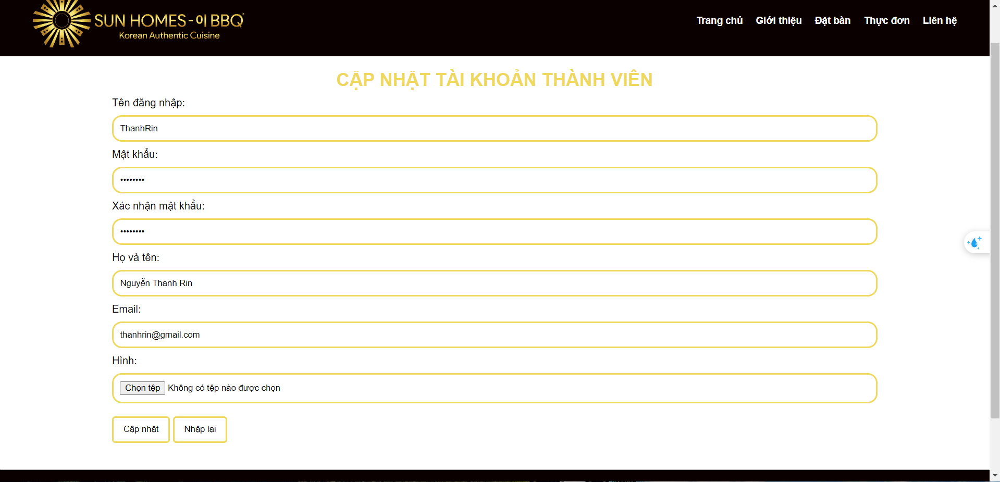 SUN HOMES - 이 BBQ
Korean Authentic Cuisine
Trang chủ Giới thiệu Đặt bàn Thực đơn Liên hệ
CẬP NHẬT TÀI KHOẢN THÀNH VIÊN
Tên đăng nhập:
ThanhRin
Mật khẩu:
••••••••
Xác nhận mật khẩu:
••••••••
Họ và tên:
Nguyễn Thanh Rin
Email:
thanhrin@gmail.com
Hình:
Chọn tệp Không có tệp nào được chọn
Cập nhật Nhập lại